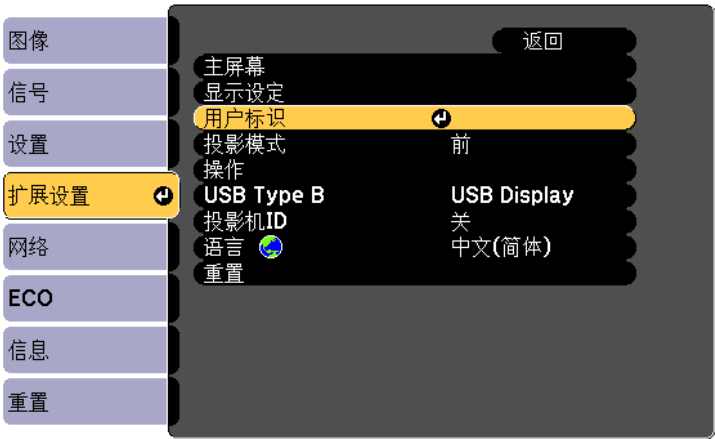 图像
信号
设置
扩展设置
网络
ECO
信息
重置
返回
主屏幕
显示设定
用户标识
投影模式 前
操作
USB Type B USB Display
投影机ID 关
语言 中文(简体)
重置